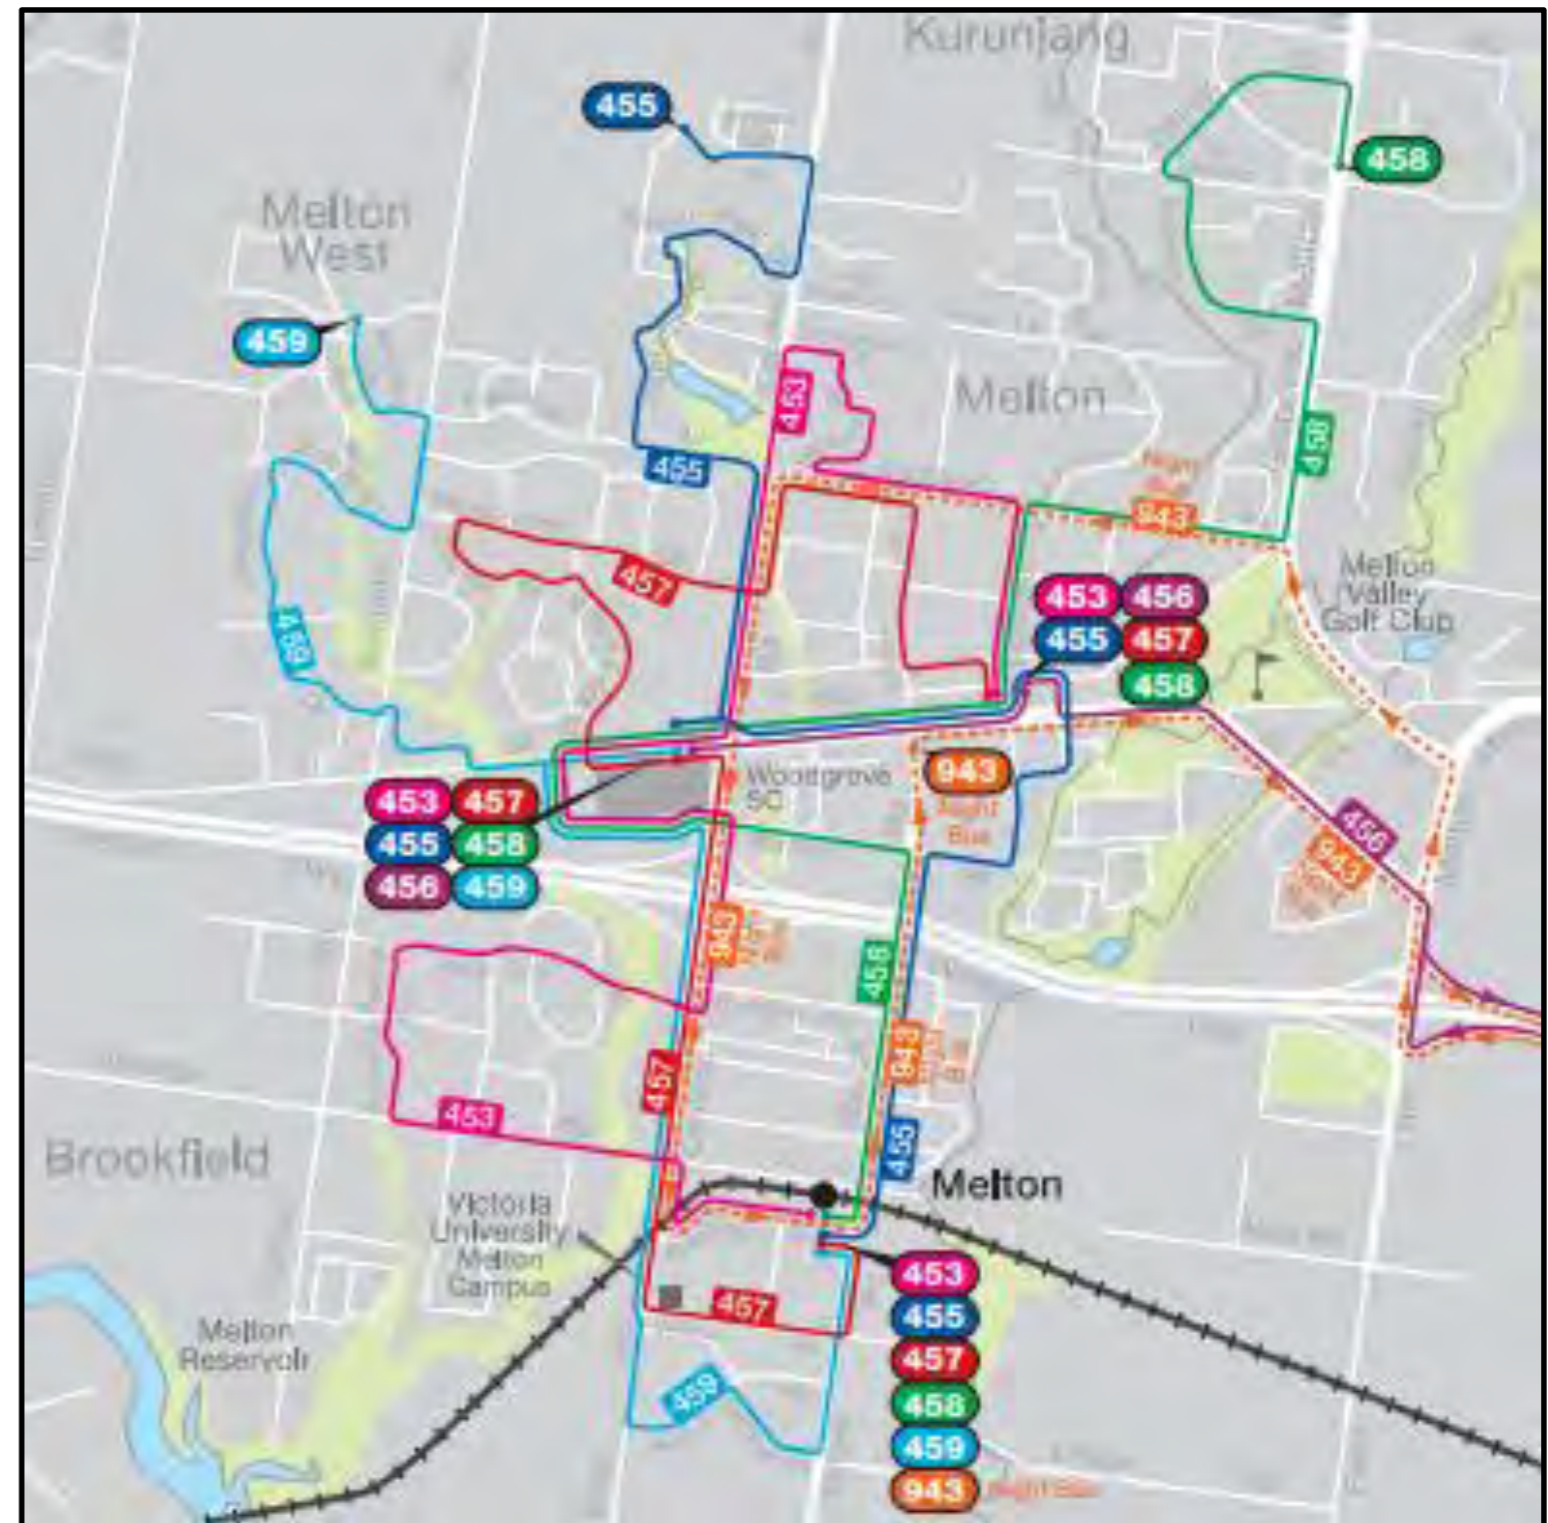 Kurunjang
455
458
Melton
West
459
453
Melton
455
458
Night
943
457
Melton
Valley
Golf Club
453 456
455 457
458
459
943
Night
Bus
Woodgrove
SC
453 457
455 458
456 459
456
943
943
458
943
457
453
455
Brookfield
Melton
Victoria
University
Melton
Campus
457
453
455
457
458
459
943 Night Bus
Melton
Reservoir
459